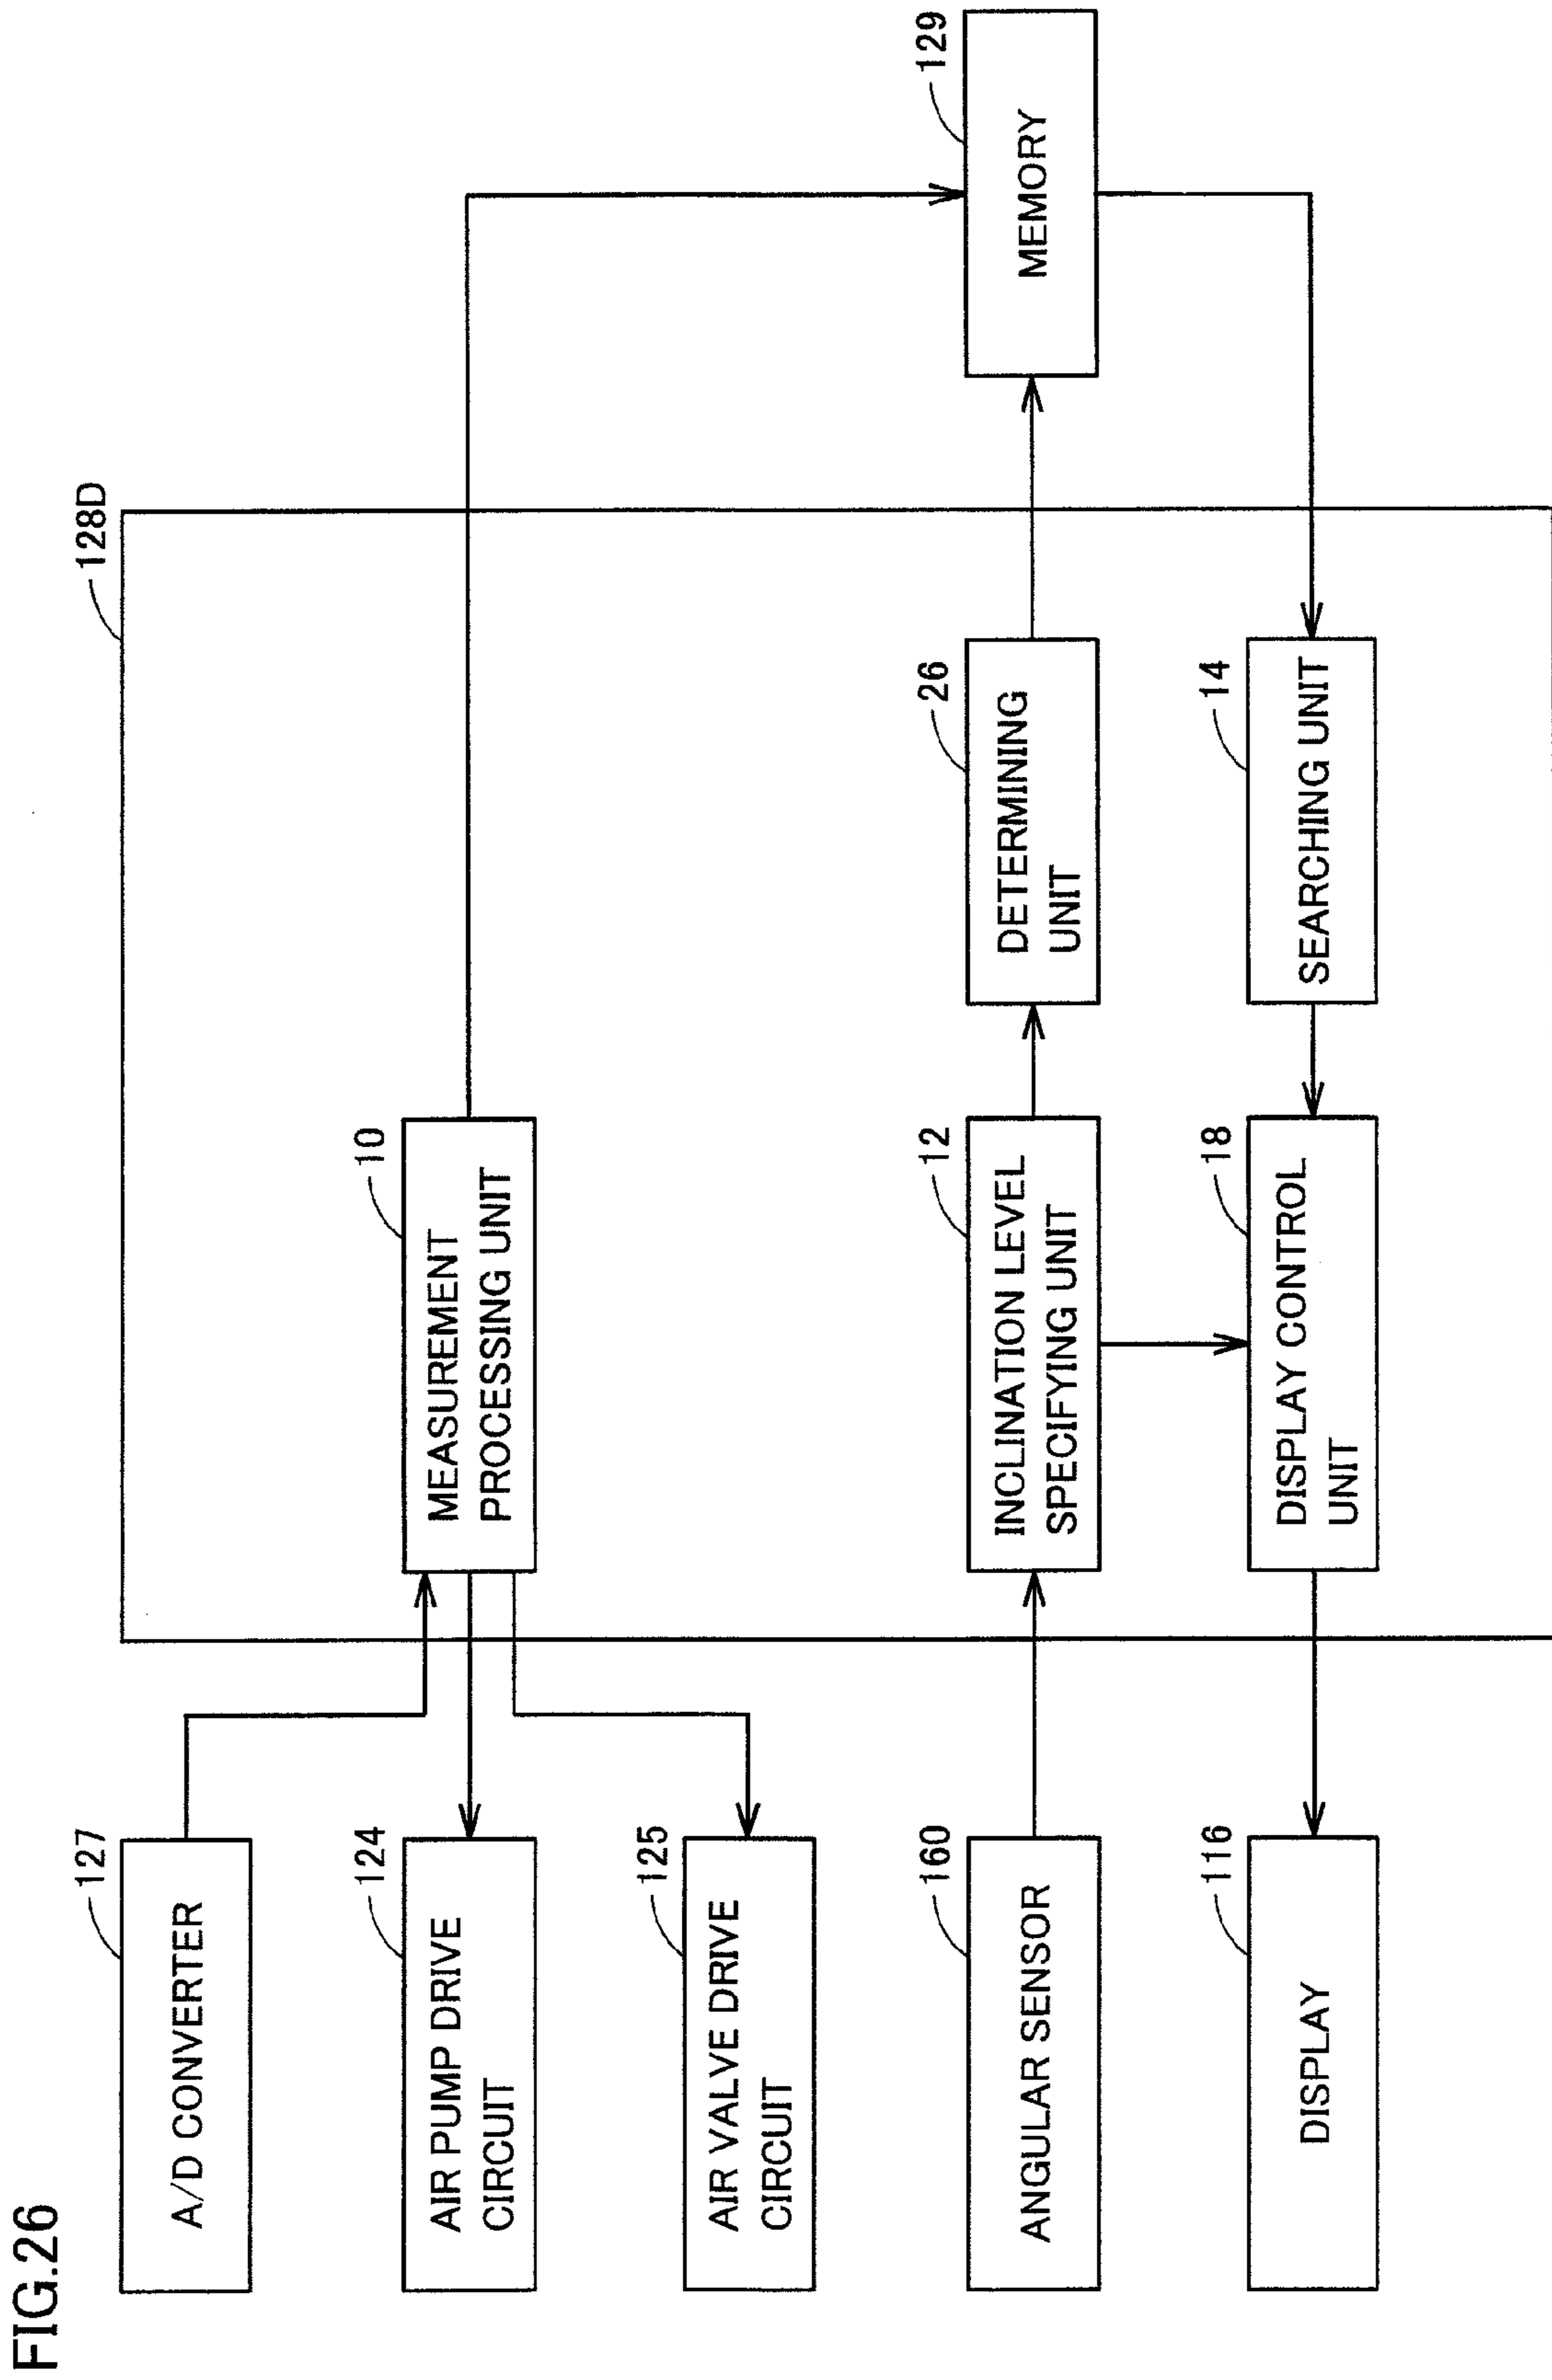 FIG.26
128D
127
A/D CONVERTER
10
MEASUREMENT
PROCESSING UNIT
124
AIR PUMP DRIVE
CIRCUIT
125
AIR VALVE DRIVE
CIRCUIT
160
ANGULAR SENSOR
12
INCLINATION LEVEL
SPECIFYING UNIT
26
DETERMINING
UNIT
129
MEMORY
116
DISPLAY
18
DISPLAY CONTROL
UNIT
14
SEARCHING UNIT